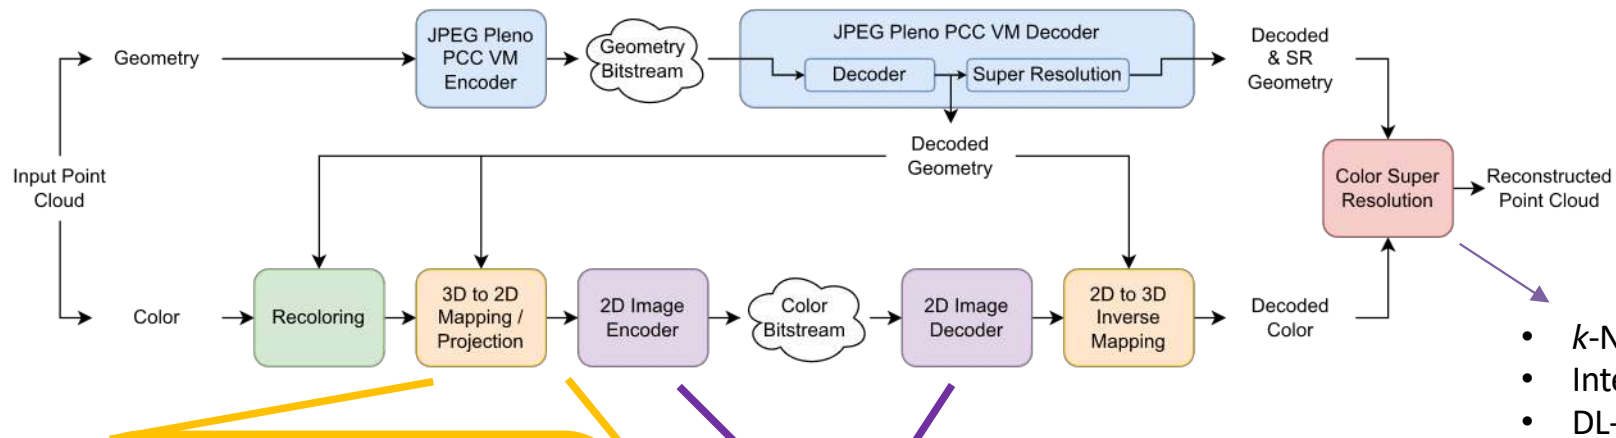 Geometry
JPEG Pleno
PCC VM
Encoder
Geometry
Bitstream
JPEG Pleno PCC VM Decoder
Decoder
Super Resolution
Decoded
& SR
Geometry
Decoded
Geometry
Input Point
Cloud
Color Super
Resolution
Reconstructed
Point Cloud
Color
Recoloring
3D to 2D
Mapping /
Projection
2D Image
Encoder
Color
Bitstream
2D Image
Decoder
2D to 3D
Inverse
Mapping
Decoded
Color
• k-N
• Inte
• DL-